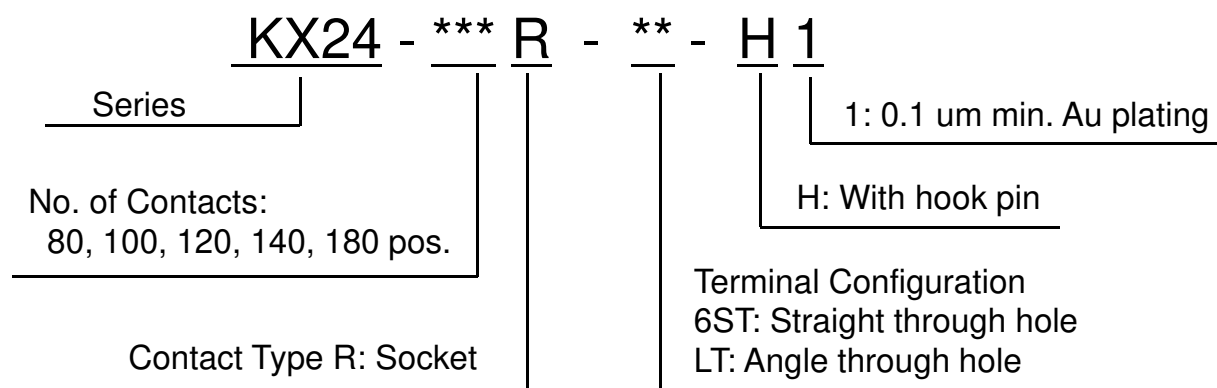 KX24 - *** R - ** - H 1
Series
1: 0.1 um min. Au plating
No. of Contacts:
80, 100, 120, 140, 180 pos.
H: With hook pin
Terminal Configuration
6ST: Straight through hole
LT: Angle through hole
Contact Type R: Socket